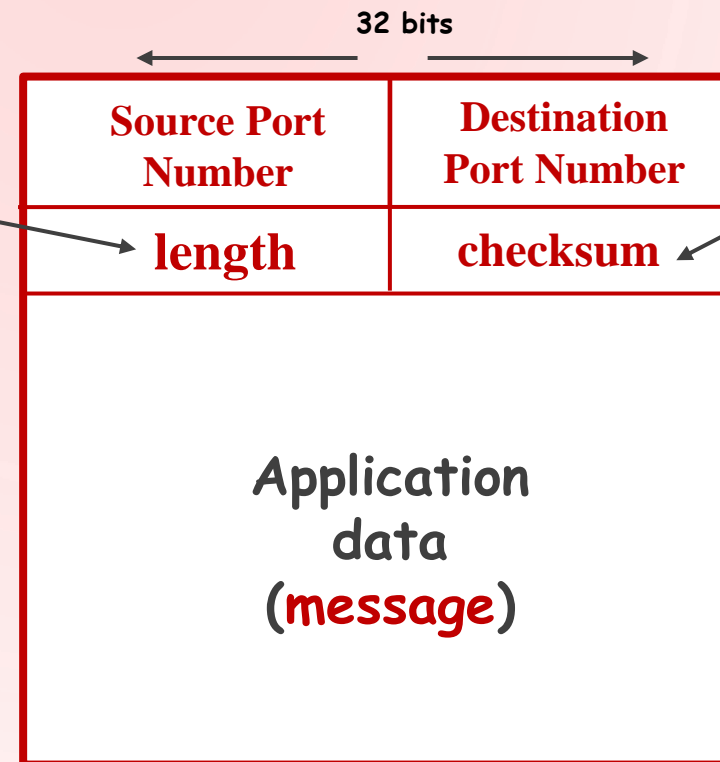 32 bits
Source Port
Number
Destination
Port Number
length
checksum
Application
data
(message)